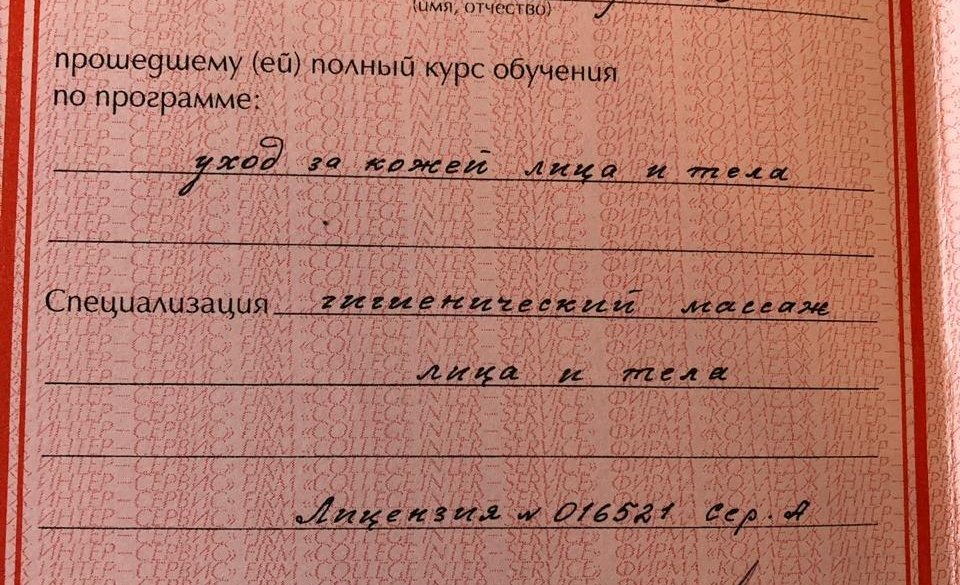 (имя, отчество)
прошедшему (ей) полный курс обучения
по программе:
уход за кожей лица и тела
Специализация гигиенический массаж
лица и тела
Лицензия № 016521 сер. А